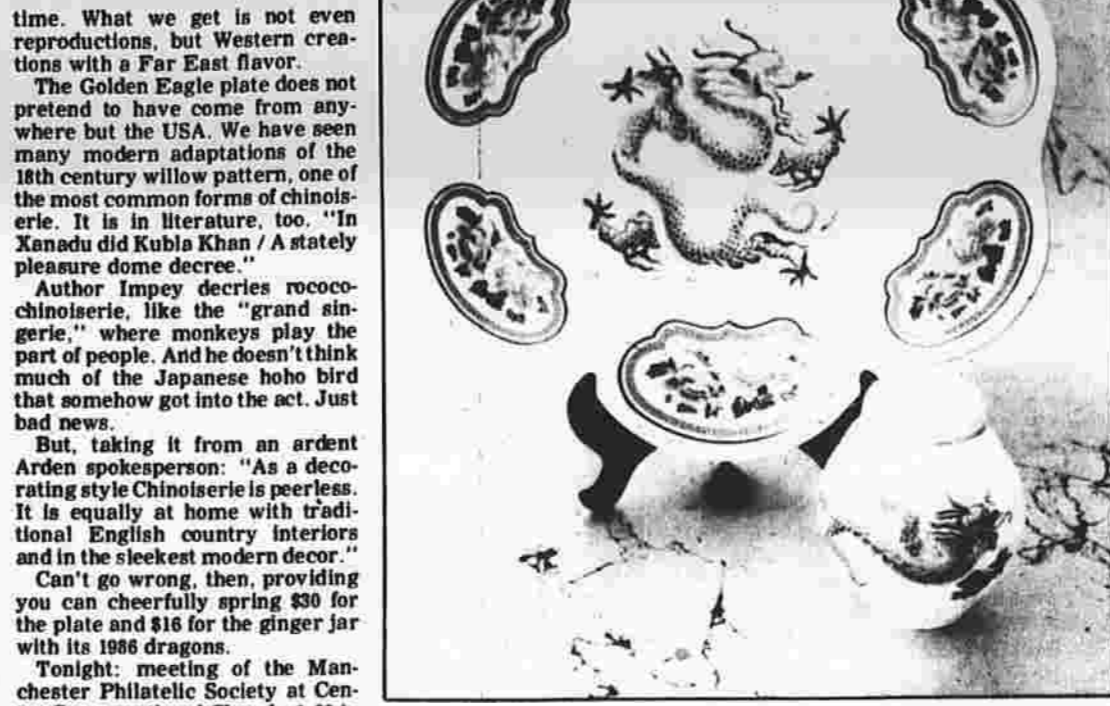 time. What we get is not even
reproductions, but Western crea-
tions with a Far East flavor.
The Golden Eagle plate does not
pretend to have come from any-
where but the USA. We have seen
many modern adaptations of the
18th century willow pattern, one of
the most common forms of chinois-
erie. It is in literature, too. "In
Xanadu did Kubla Khan / A stately
pleasure dome decree."
Author Impey decries rococo-
chinoiserie, like the "grand sin-
gerie," where monkeys play the
part of people. And he doesn't think
much of the Japanese hoho bird
that somehow got into the act. Just
bad news.
But, taking it from an ardent
Arden spokesperson: "As a deco-
rating style Chinoiserie is peerless.
It is equally at home with tradi-
tional English country interiors
and in the sleekest modern decor."
Can't go wrong, then, providing
you can cheerfully spring $30 for
the plate and $16 for the ginger jar
with its 1986 dragons.
Tonight: meeting of the Man-
chester Philatelic Society at Cen-